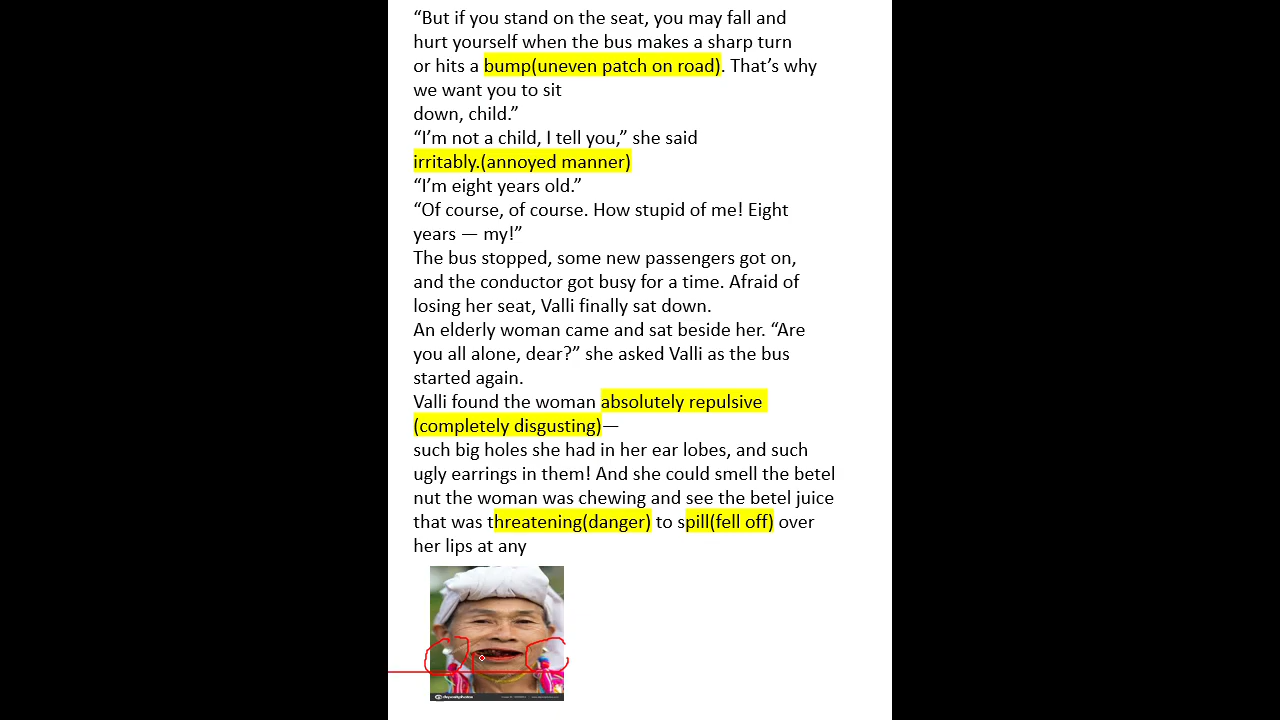 “But if you stand on the seat, you may fall and
hurt yourself when the bus makes a sharp turn
or hits a bump(uneven patch on road). That’s why
we want you to sit
down, child.”
“I’m not a child, I tell you,” she said
irritably.(annoyed manner)
“I’m eight years old.”
“Of course, of course. How stupid of me! Eight
years — my!”
The bus stopped, some new passengers got on,
and the conductor got busy for a time. Afraid of
losing her seat, Valli finally sat down.
An elderly woman came and sat beside her. “Are
you all alone, dear?” she asked Valli as the bus
started again.
Valli found the woman absolutely repulsive
(completely disgusting)—
such big holes she had in her ear lobes, and such
ugly earrings in them! And she could smell the betel
nut the woman was chewing and see the betel juice
that was threatening(danger) to spill(fell off) over
her lips at any
depositphotos